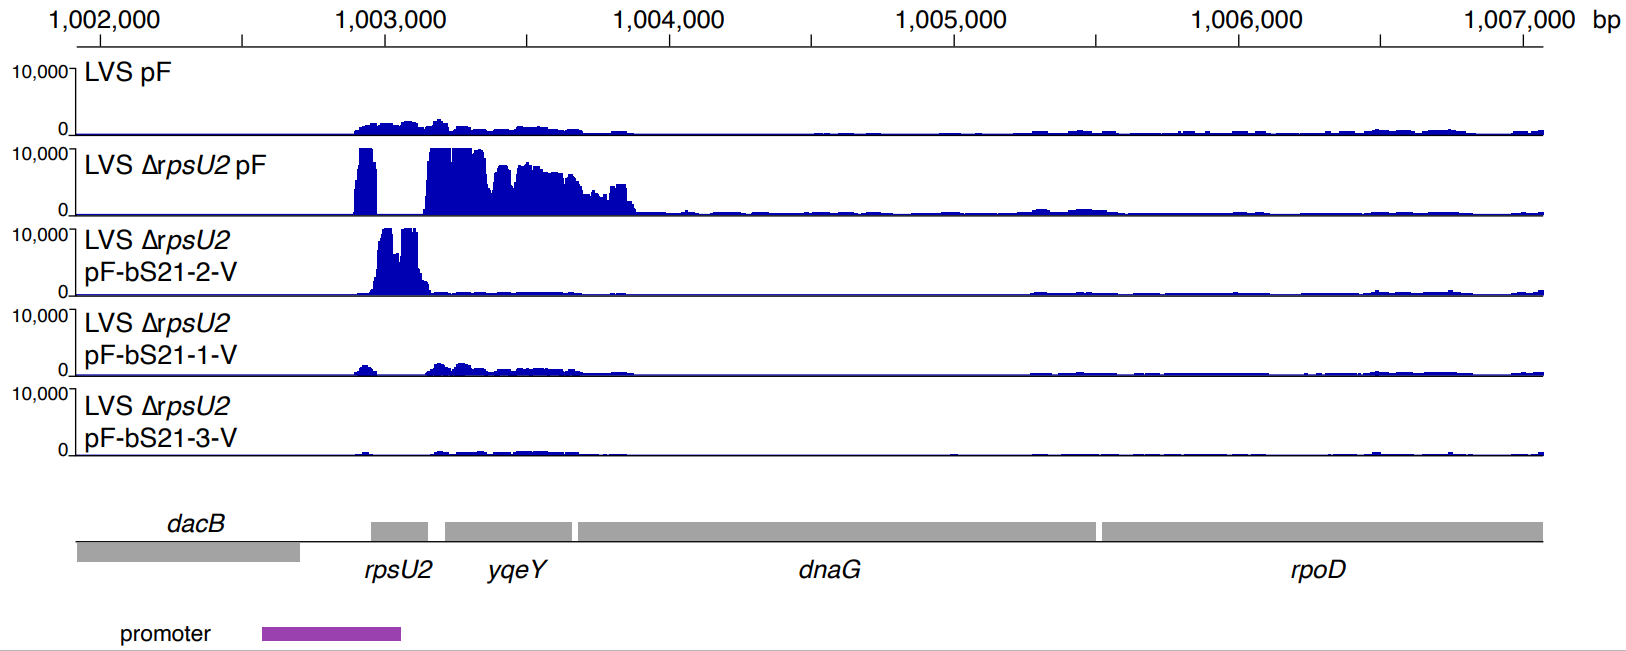 1,002,000 1,003,000 1,004,000 1,005,000 1,006,000 1,007,000 bp
10,000 LVS pF
0
10,000 LVS ΔrpsU2 pF
0
10,000 LVS ΔrpsU2
pF-bS21-2-V
0
10,000 LVS ΔrpsU2
pF-bS21-1-V
0
10,000 LVS ΔrpsU2
pF-bS21-3-V
0
dacB
rpsU2 yqeY dnaG rpoD
promoter